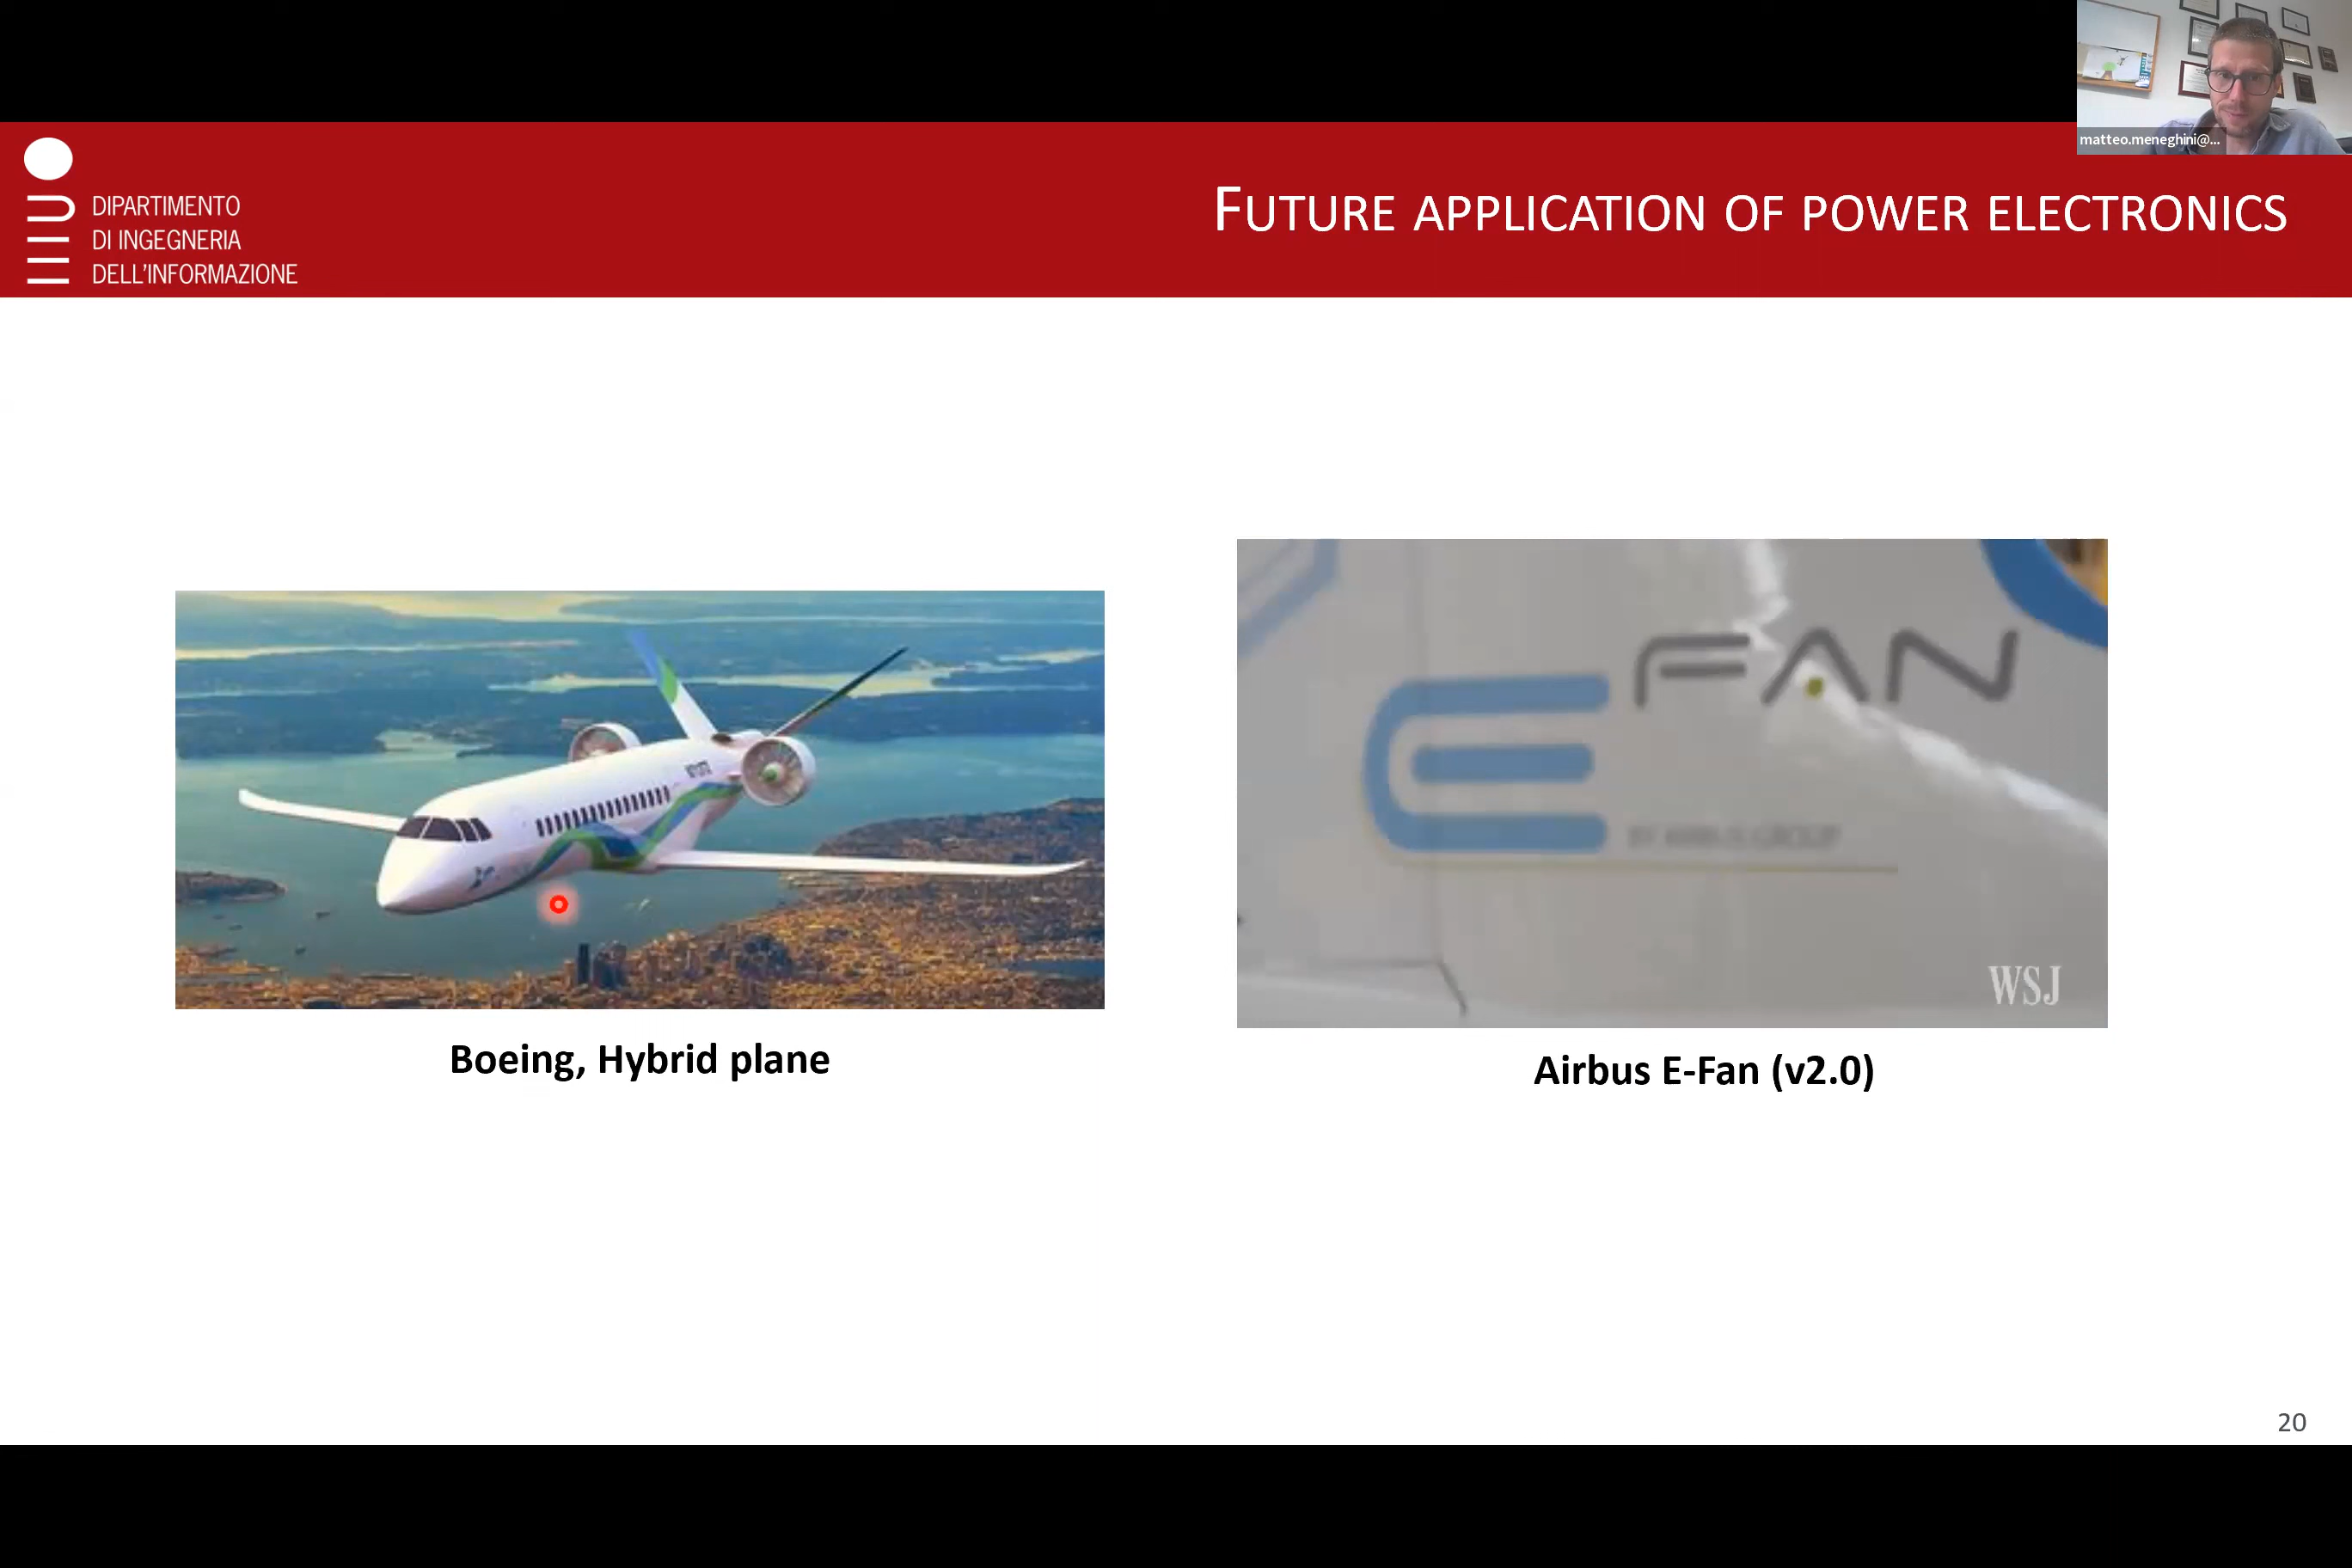 matteo.meneghini@...
FUTURE APPLICATION OF POWER ELECTRONICS
DIPARTIMENTO
DI INGEGNERIA
DELL'INFORMAZIONE
E FAN
BY AIRBUS GROUP
WSJ
Boeing, Hybrid plane
Airbus E-Fan (v2.0)
20